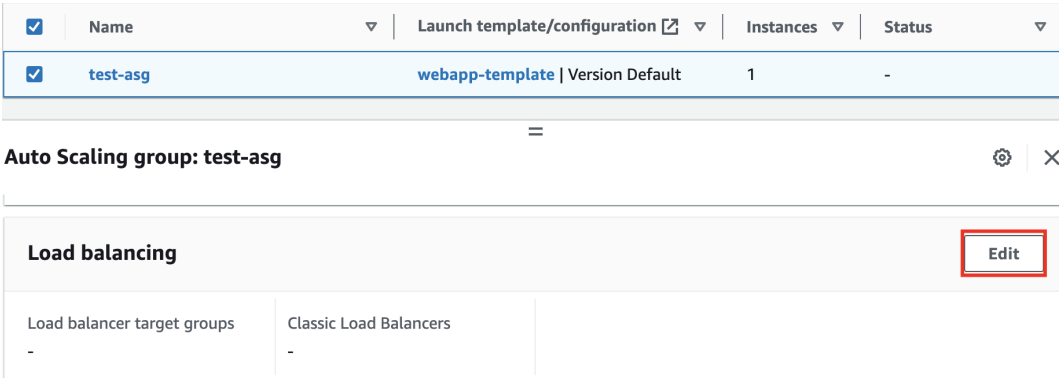 Name Launch template/configuration Instances Status
test-asg webapp-template | Version Default 1 -
Auto Scaling group: test-asg
Load balancing Edit
Load balancer target groups Classic Load Balancers
- -